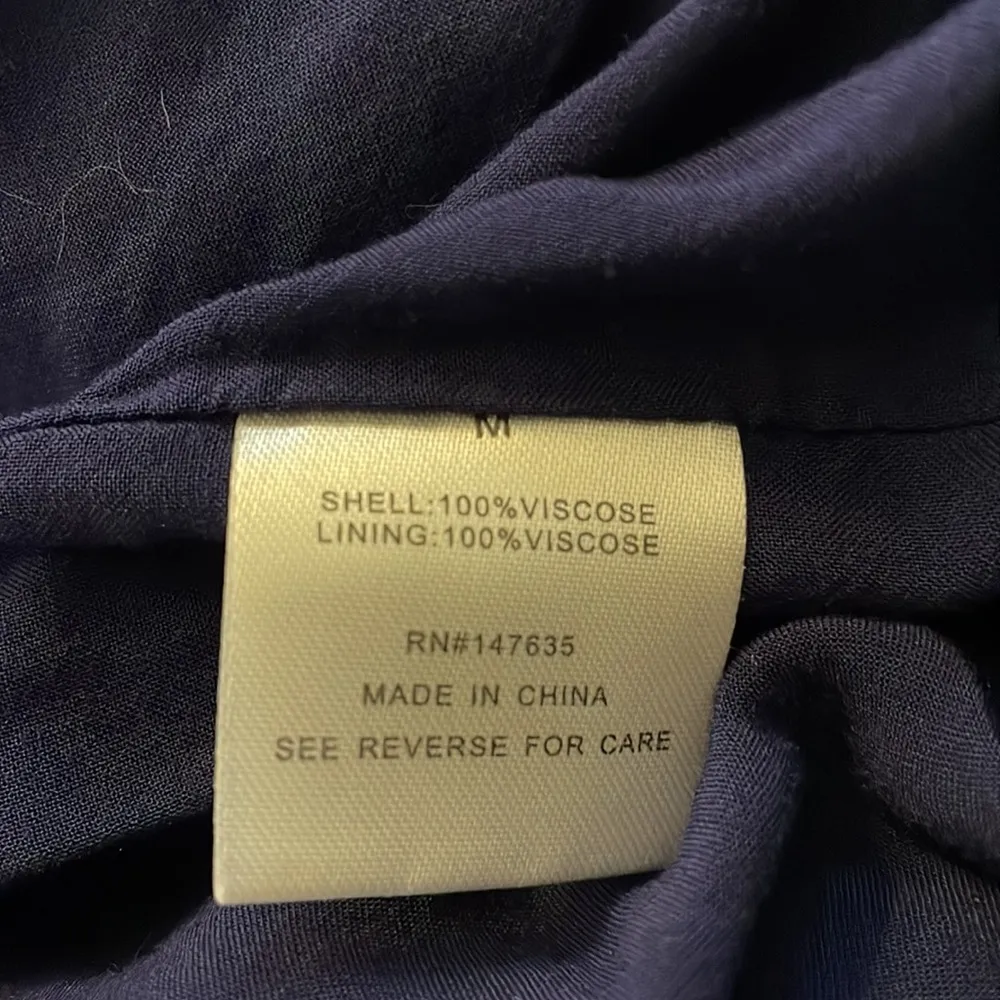 M
SHELL:100%VISCOSE
LINING:100%VISCOSE
RN#147635
MADE IN CHINA
SEE REVERSE FOR CARE